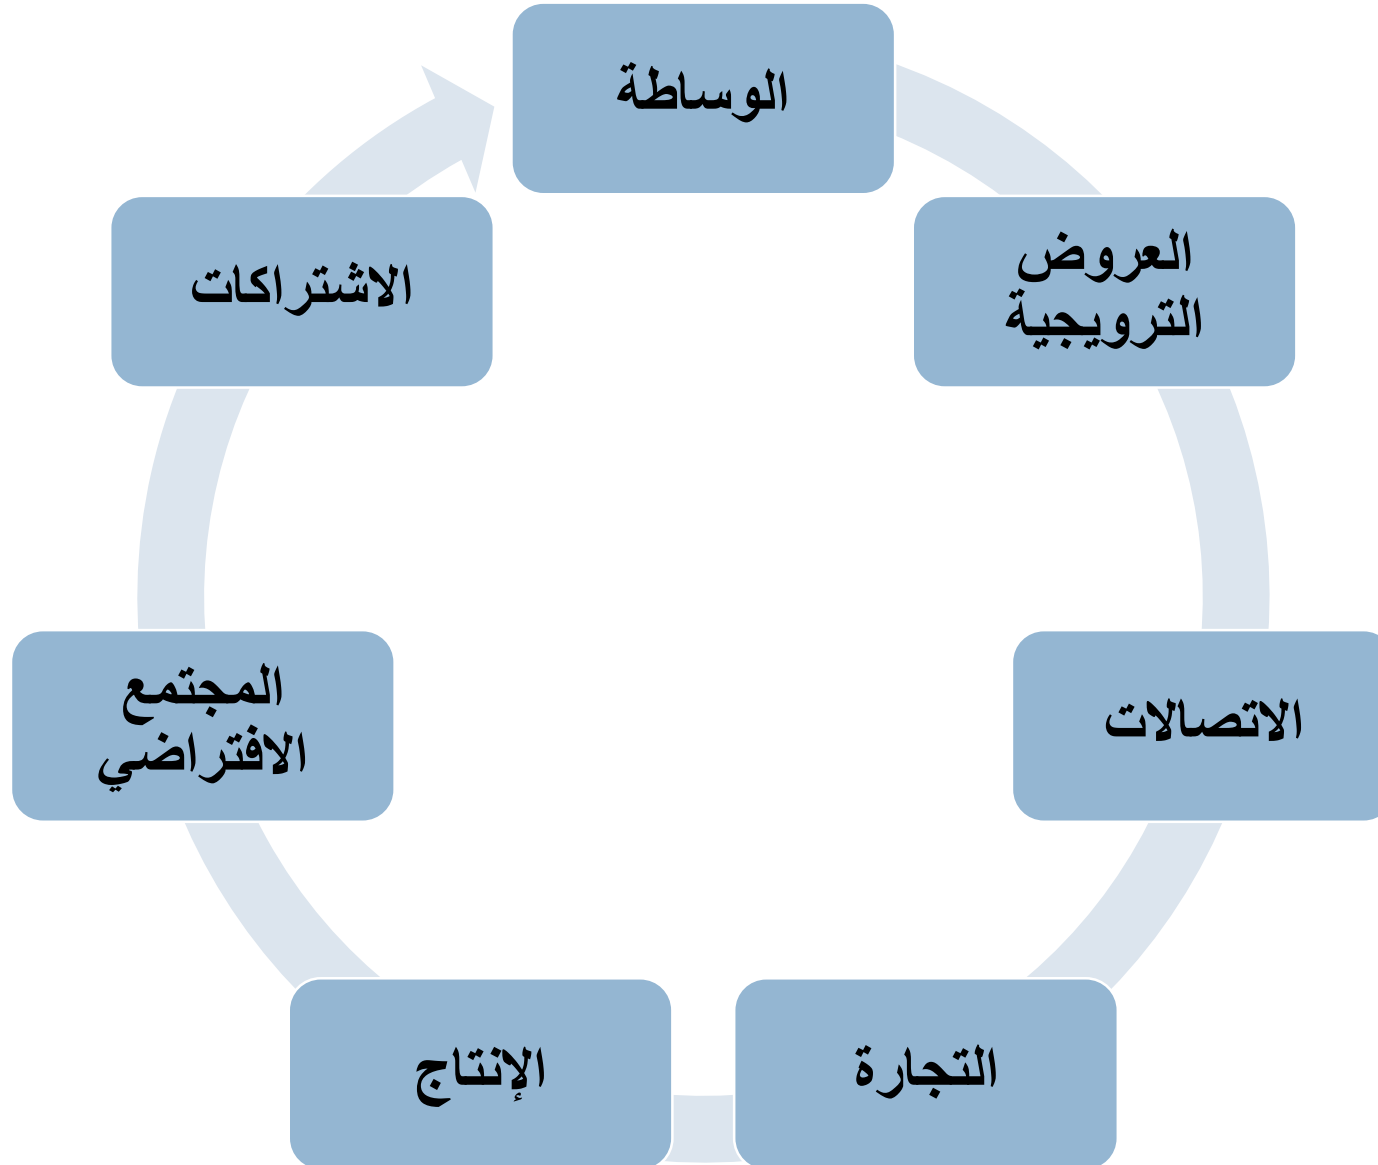 الوساطة
العروض
الترويجية
الاتصالات
التجارة
الإنتاج
المجتمع
الافتراضي
الاشتراكات